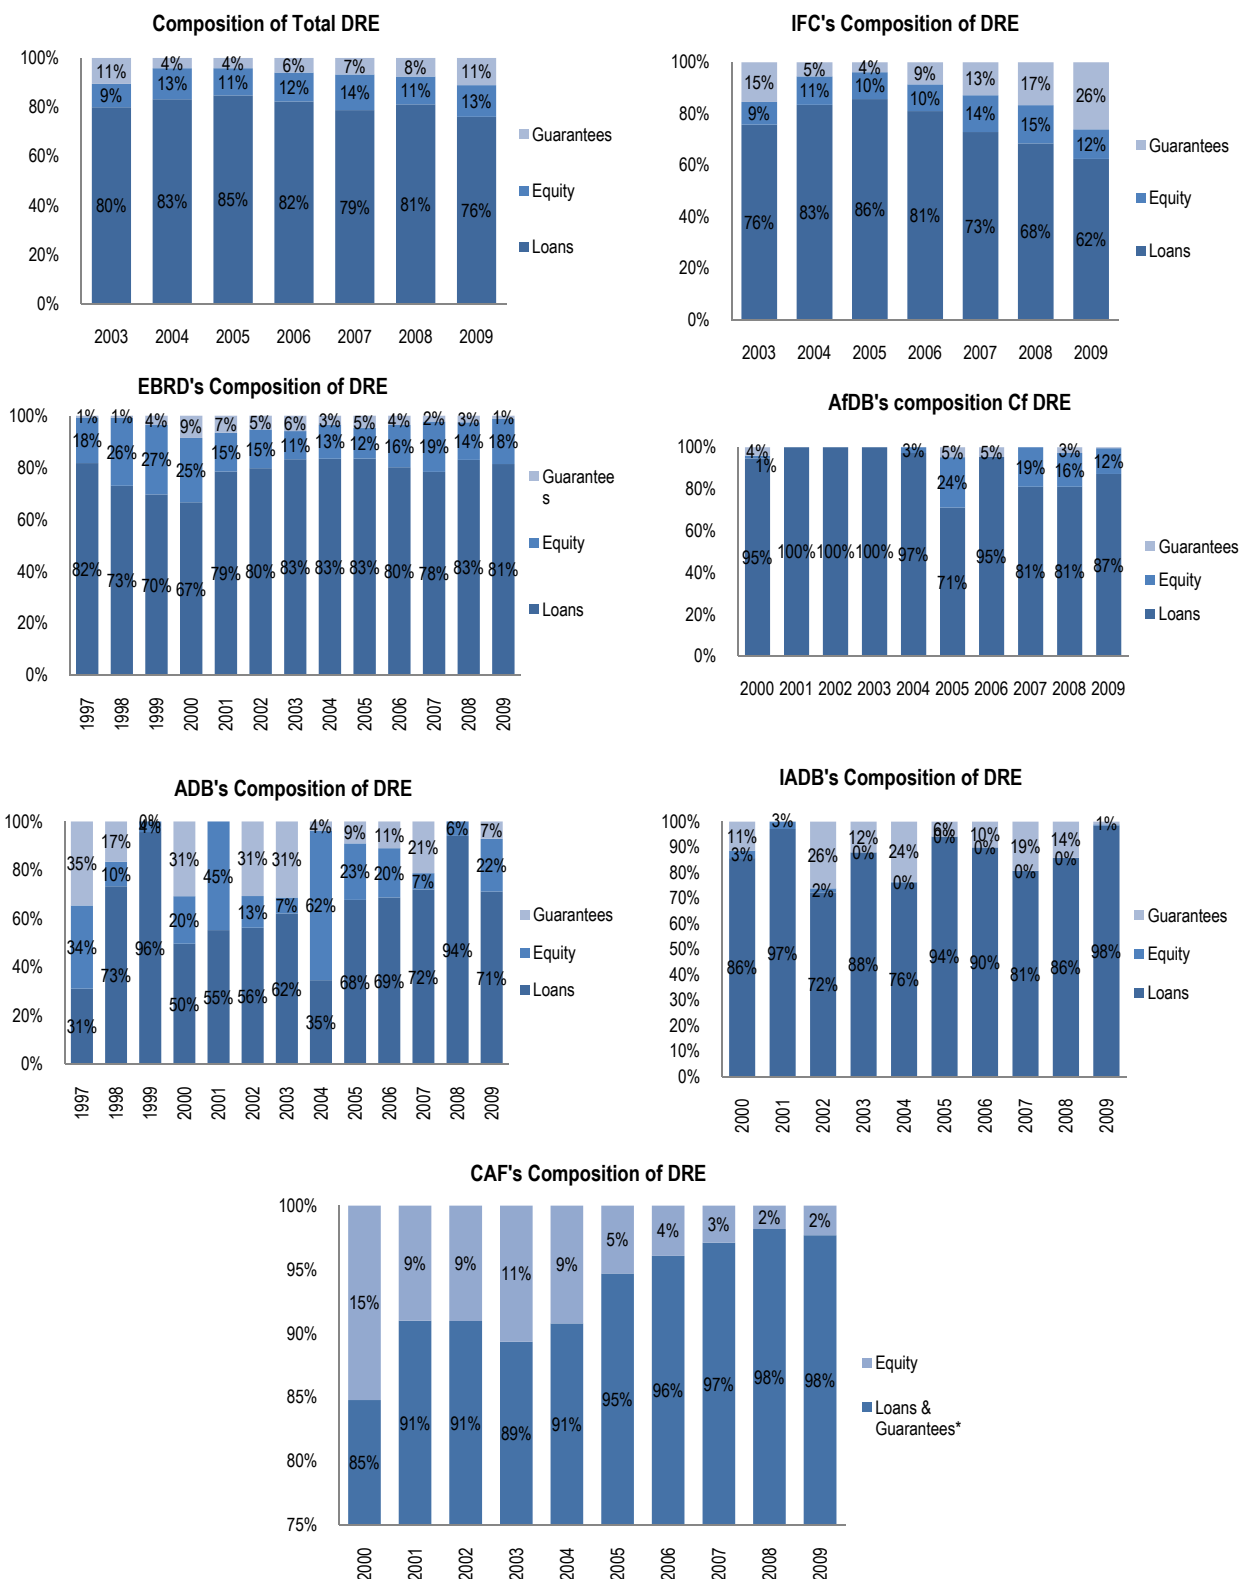 Composition of Total DRE
100%
80%
60%
40%
20%
0%
11% 4% 4% 6% 7% 8% 11%
9% 13% 11% 12% 14% 11% 13%
80% 83% 85% 82% 79% 81% 76%
2003 2004 2005 2006 2007 2008 2009
Guarantees
Equity
Loans
IFC's Composition of DRE
100%
80%
60%
40%
20%
0%
15% 5% 4% 9% 13% 17% 26%
9% 11% 10% 10% 14% 15% 12%
76% 83% 86% 81% 73% 68% 62%
2003 2004 2005 2006 2007 2008 2009
Guarantees
Equity
Loans
EBRD's Composition of DRE
100%
80%
60%
40%
20%
0%
1% 1% 4% 9% 7% 5% 6% 3% 5% 4% 2% 3% 1%
18% 26% 27% 25% 15% 15% 11% 13% 12% 16% 19% 14% 18%
82% 73% 70% 67% 79% 80% 83% 83% 83% 80% 78% 83% 81%
1997 1998 1999 2000 2001 2002 2003 2004 2005 2006 2007 2008 2009
Guarantee
s
Equity
Loans
AfDB's composition Cf DRE
100%
80%
60%
40%
20%
0%
4% 5% 5% 3%
1% 3% 24% 19% 16% 12%
95% 100% 100% 100% 97% 71% 95% 81% 81% 87%
2000 2001 2002 2003 2004 2005 2006 2007 2008 2009
Guarantees
Equity
Loans
ADB's Composition of DRE
100%
80%
60%
40%
20%
0%
35% 17% 0% 31% 31% 31% 4% 9% 11% 21% 7%
34% 10% 4% 20% 45% 13% 7% 62% 23% 20% 7% 6% 22%
31% 73% 96% 50% 55% 56% 62% 35% 68% 69% 72% 94% 71%
1997 1998 1999 2000 2001 2002 2003 2004 2005 2006 2007 2008 2009
Guarantees
Equity
Loans
IADB's Composition of DRE
100%
90%
80%
70%
60%
50%
40%
30%
20%
10%
0%
11% 26% 12% 24% 6% 10% 19% 14% 1%
3% 3% 2% 0% 0% 0% 0% 0% 0%
86% 97% 72% 88% 76% 94% 90% 81% 86% 98%
2000 2001 2002 2003 2004 2005 2006 2007 2008 2009
Guarantees
Equity
Loans
CAF's Composition of DRE
100%
95%
90%
85%
80%
75%
15% 9% 9% 11% 9% 5% 4% 3% 2% 2%
85% 91% 91% 89% 91% 95% 96% 97% 98% 98%
2000 2001 2002 2003 2004 2005 2006 2007 2008 2009
Equity
Loans &
Guarantees*